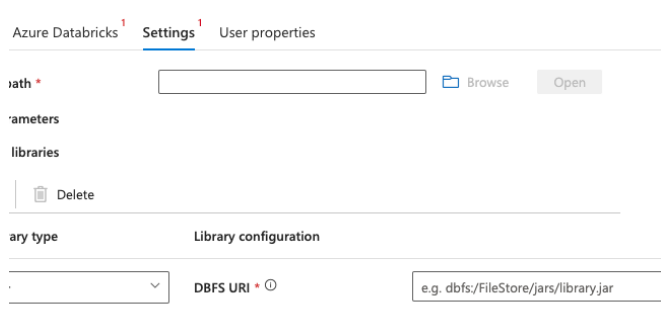 Azure Databricks 1 Settings 1 User properties
path * Browse Open
rameters
libraries
Delete
ary type Library configuration
DBFS URI * e.g. dbfs:/FileStore/jars/library.jar